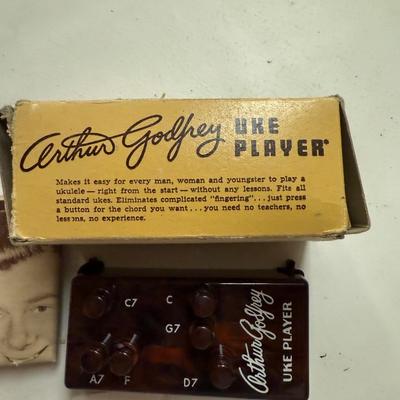 Arthur Godfrey UKE PLAYER
Makes it easy for every man, woman and youngster to play a
ukulele — right from the start — without any lessons. Fits all
standard ukes. Eliminates complicated "fingering" . . . just press
a button for the chord you want . . . you need no teachers, no
lessons, no experience.
C7 C
G7
A7 F D7
Arthur Godfrey
UKE PLAYER